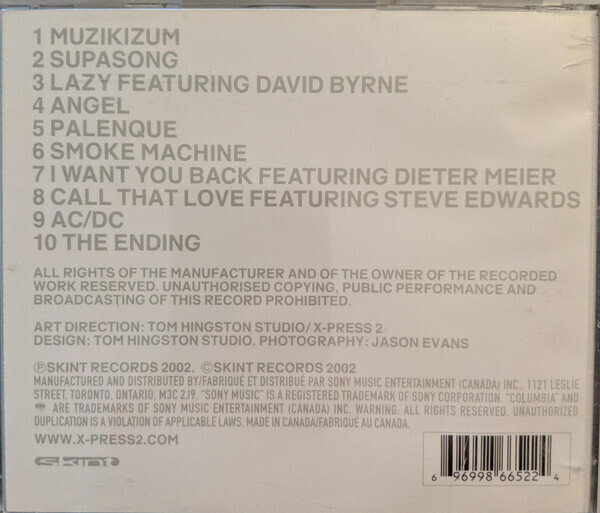 1 MUZIKIZUM
2 SUPASONG
3 LAZY FEATURING DAVID BYRNE
4 ANGEL
5 PALENQUE
6 SMOKE MACHINE
7 I WANT YOU BACK FEATURING DIETER MEIER
8 CALL THAT LOVE FEATURING STEVE EDWARDS
9 AC/DC
10 THE ENDING
ALL RIGHTS OF THE MANUFACTURER AND OF THE OWNER OF THE RECORDED
WORK RESERVED. UNAUTHORISED COPYING, PUBLIC PERFORMANCE AND
BROADCASTING OF THIS RECORD PROHIBITED.
ART DIRECTION: TOM HINGSTON STUDIO/ X-PRESS 2
DESIGN: TOM HINGSTON STUDIO. PHOTOGRAPHY: JASON EVANS
℗SKINT RECORDS 2002. ©SKINT RECORDS 2002
MANUFACTURED AND DISTRIBUTED BY/FABRIQUÉ ET DISTRIBUÉ PAR SONY MUSIC ENTERTAINMENT (CANADA) INC., 1121 LESLIE
STREET, TORONTO, ONTARIO, M3C 2J9. "SONY MUSIC" IS A REGISTERED TRADEMARK OF SONY CORPORATION. "COLUMBIA" AND
ARE TRADEMARKS OF SONY MUSIC ENTERTAINMENT (CANADA) INC. WARNING: ALL RIGHTS RESERVED. UNAUTHORIZED
DUPLICATION IS A VIOLATION OF APPLICABLE LAWS. MADE IN CANADA/FABRIQUÉ AU CANADA.
WWW.X-PRESS2.COM
skint
6 96998 66522 4